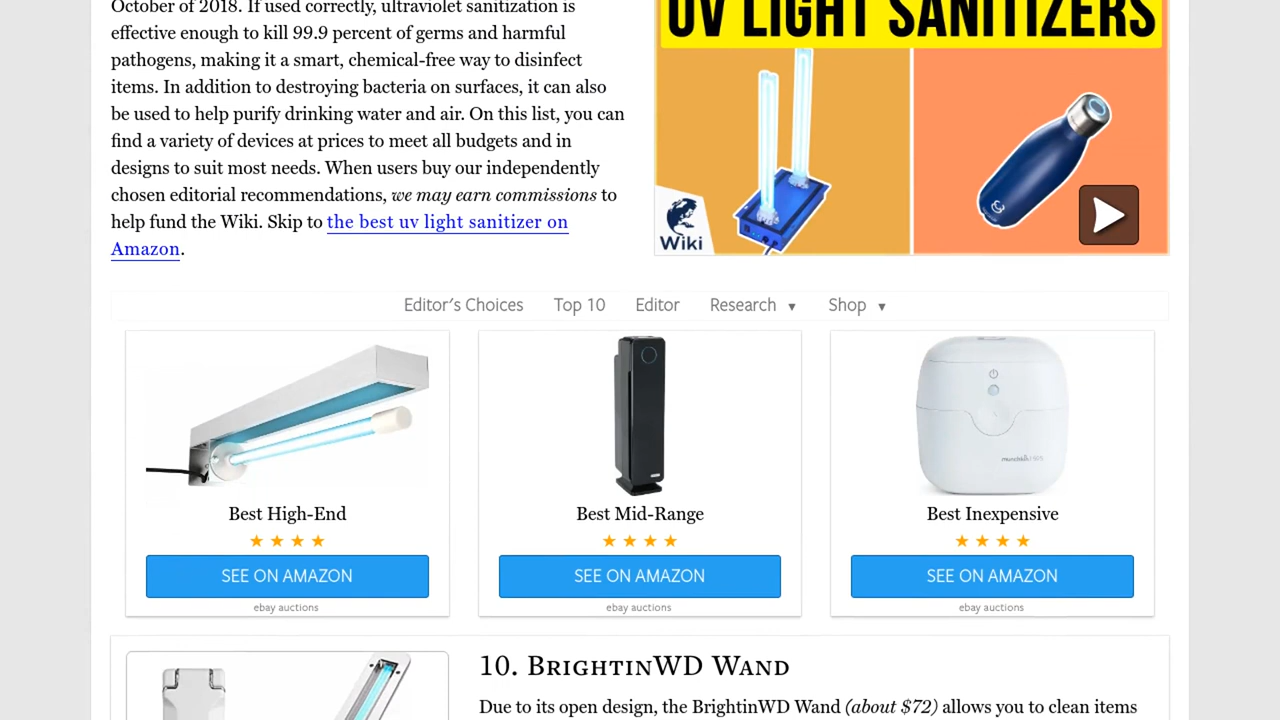 October of 2018. If used correctly, ultraviolet sanitization is
effective enough to kill 99.9 percent of germs and harmful
pathogens, making it a smart, chemical-free way to disinfect
items. In addition to destroying bacteria on surfaces, it can also
be used to help purify drinking water and air. On this list, you can
find a variety of devices at prices to meet all budgets and in
designs to suit most needs. When users buy our independently
chosen editorial recommendations, we may earn commissions to
help fund the Wiki. Skip to the best uv light sanitizer on
Amazon.
UV LIGHT SANITIZERS
Wiki
Editor's Choices Top 10 Editor Research ▼ Shop ▼
munchkin
Best High-End
★ ★ ★ ★
SEE ON AMAZON
ebay auctions
Best Mid-Range
★ ★ ★ ★
SEE ON AMAZON
ebay auctions
Best Inexpensive
★ ★ ★ ★
SEE ON AMAZON
ebay auctions
10. BrightinWD Wand
Due to its open design, the BrightinWD Wand (about $72) allows you to clean items